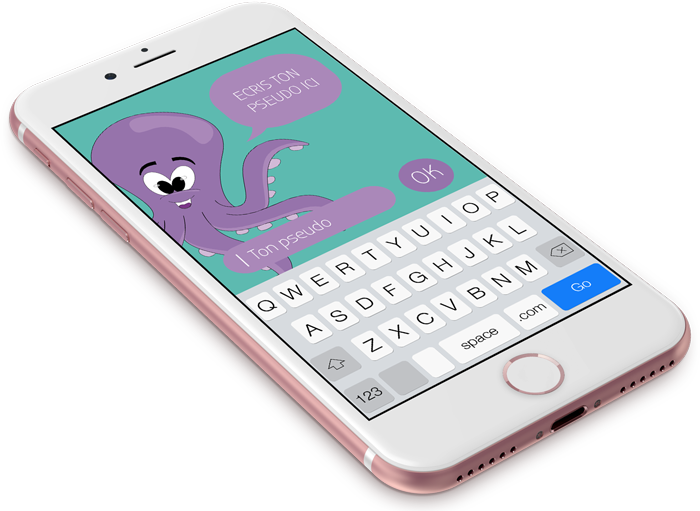 ECRIS TON
PSEUDO ICI
OK
Ton pseudo
Q W E R T Y U I O P
A S D F G H J K L
Z X C V B N M
123 space .com Go